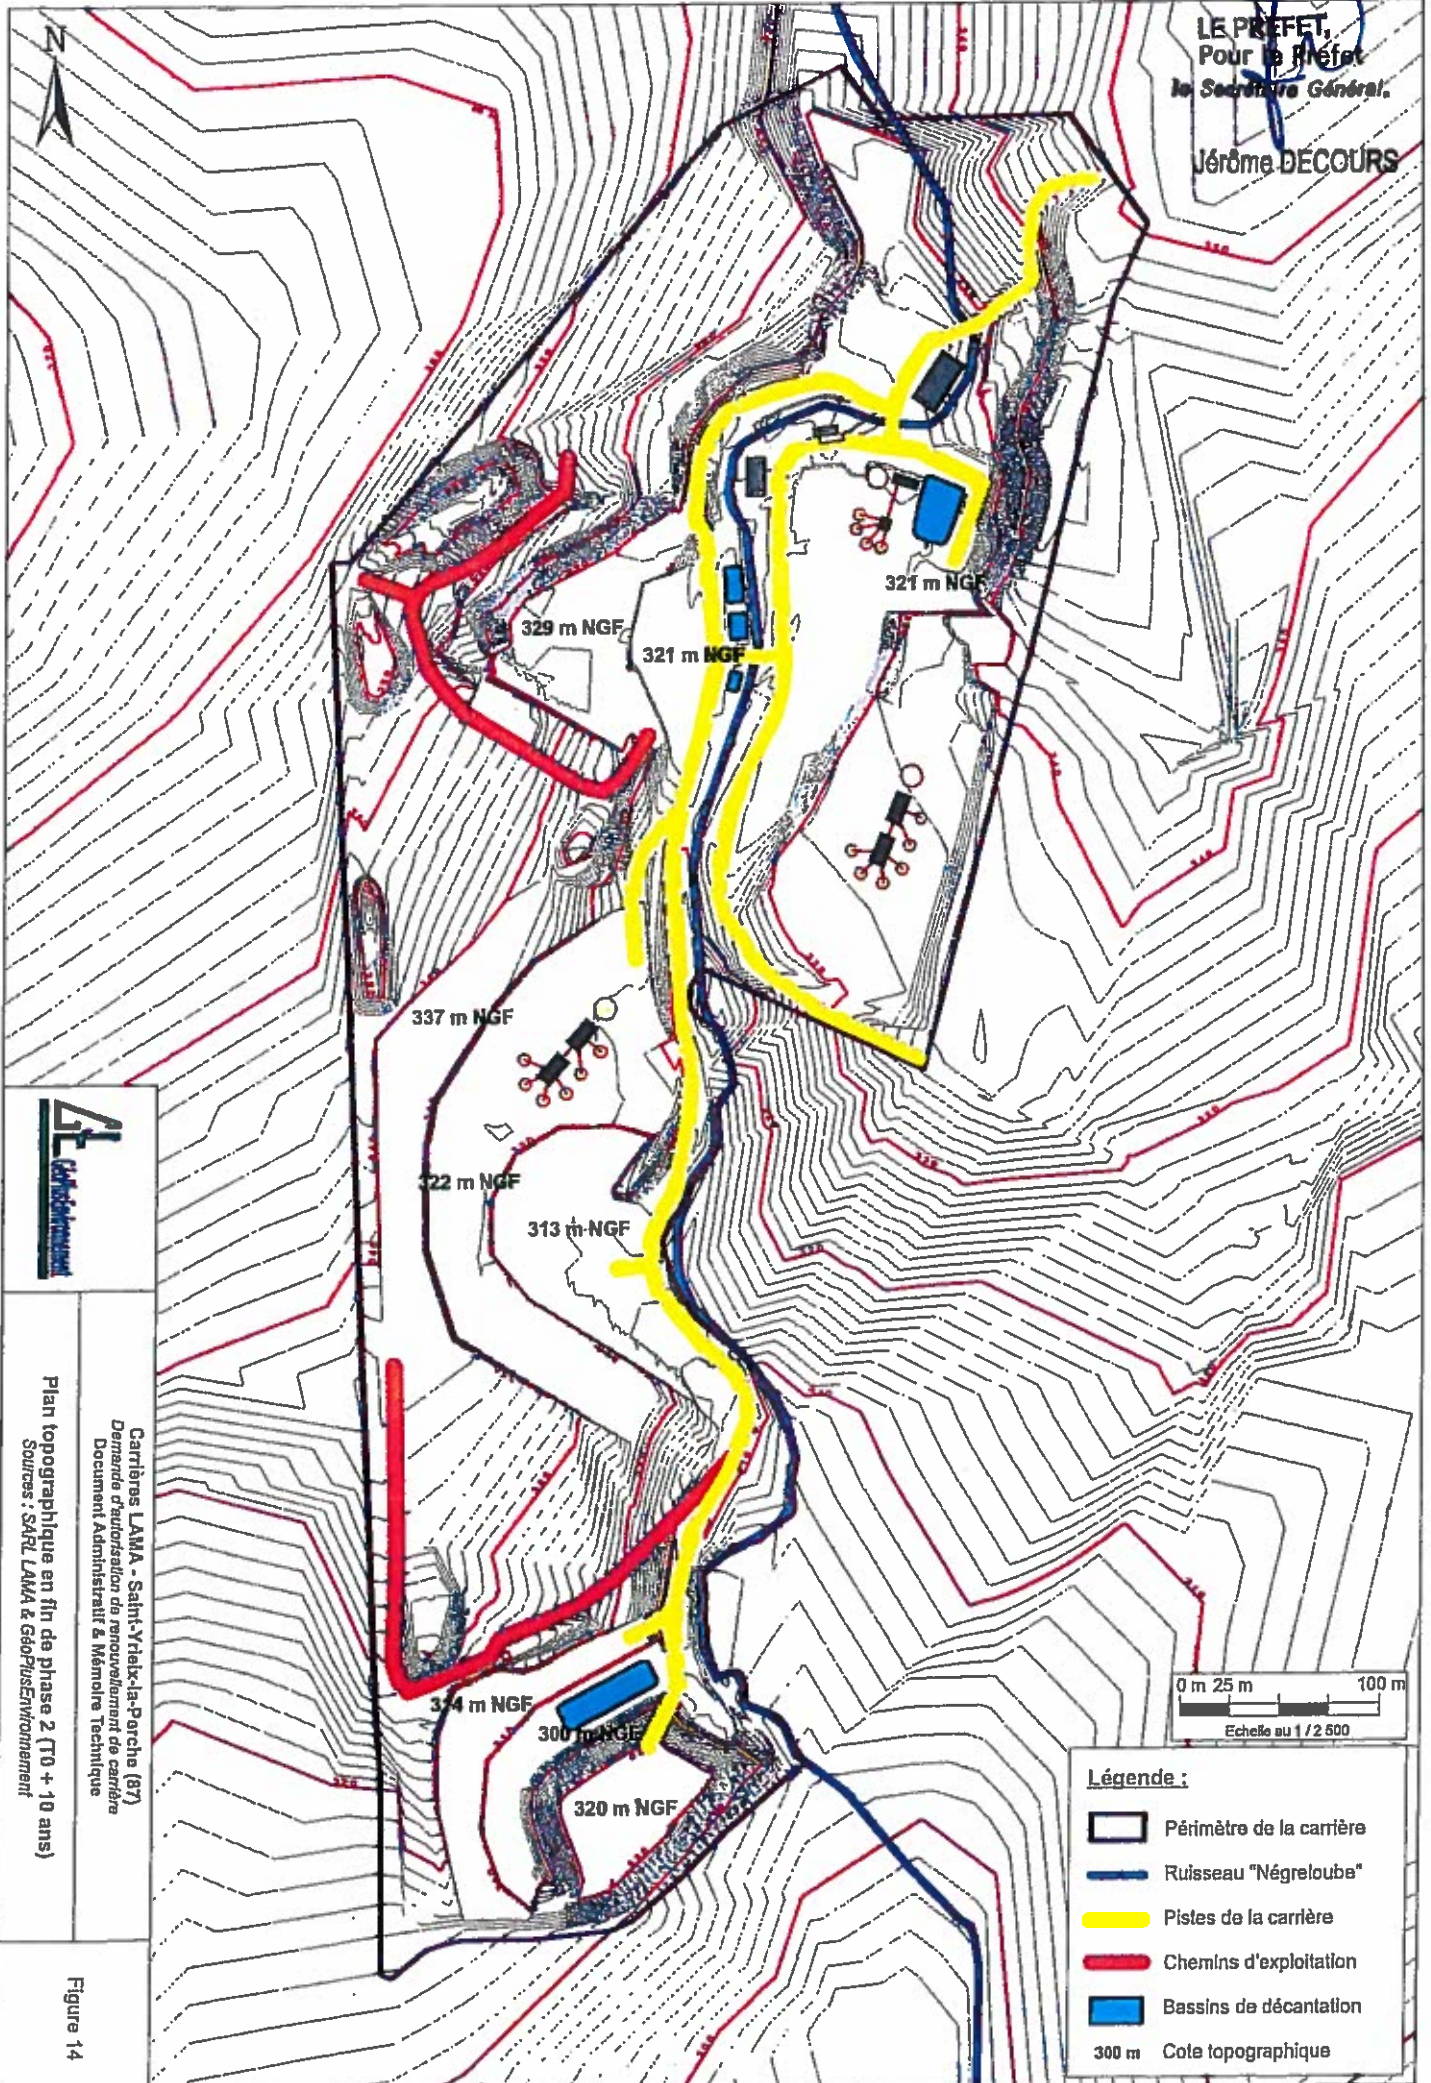 N
LE PREFET,
Pour le Préfet
le Secrétaire Général.
Jérôme DECOURS
321 m NGF
329 m NGF
321 m NGF
337 m NGF
322 m NGF
313 m NGF
314 m NGF
300 m NGF
320 m NGF
0 m 25 m 100 m
Echelle au 1 / 2 500
Légende :
Périmètre de la carrière
Ruisseau "Négreloube"
Pistes de la carrière
Chemins d'exploitation
Bassins de décantation
300 m Cote topographique
Carrières LAMA - Saint-Yrieix-la-Perche (87)
Demande d'autorisation de renouvellement de carrière
Document Administratif & Mémoire Technique
Plan topographique en fin de phase 2 (T0 + 10 ans)
Sources : SARL LAMA & GéoPlusEnvironnement
Figure 14